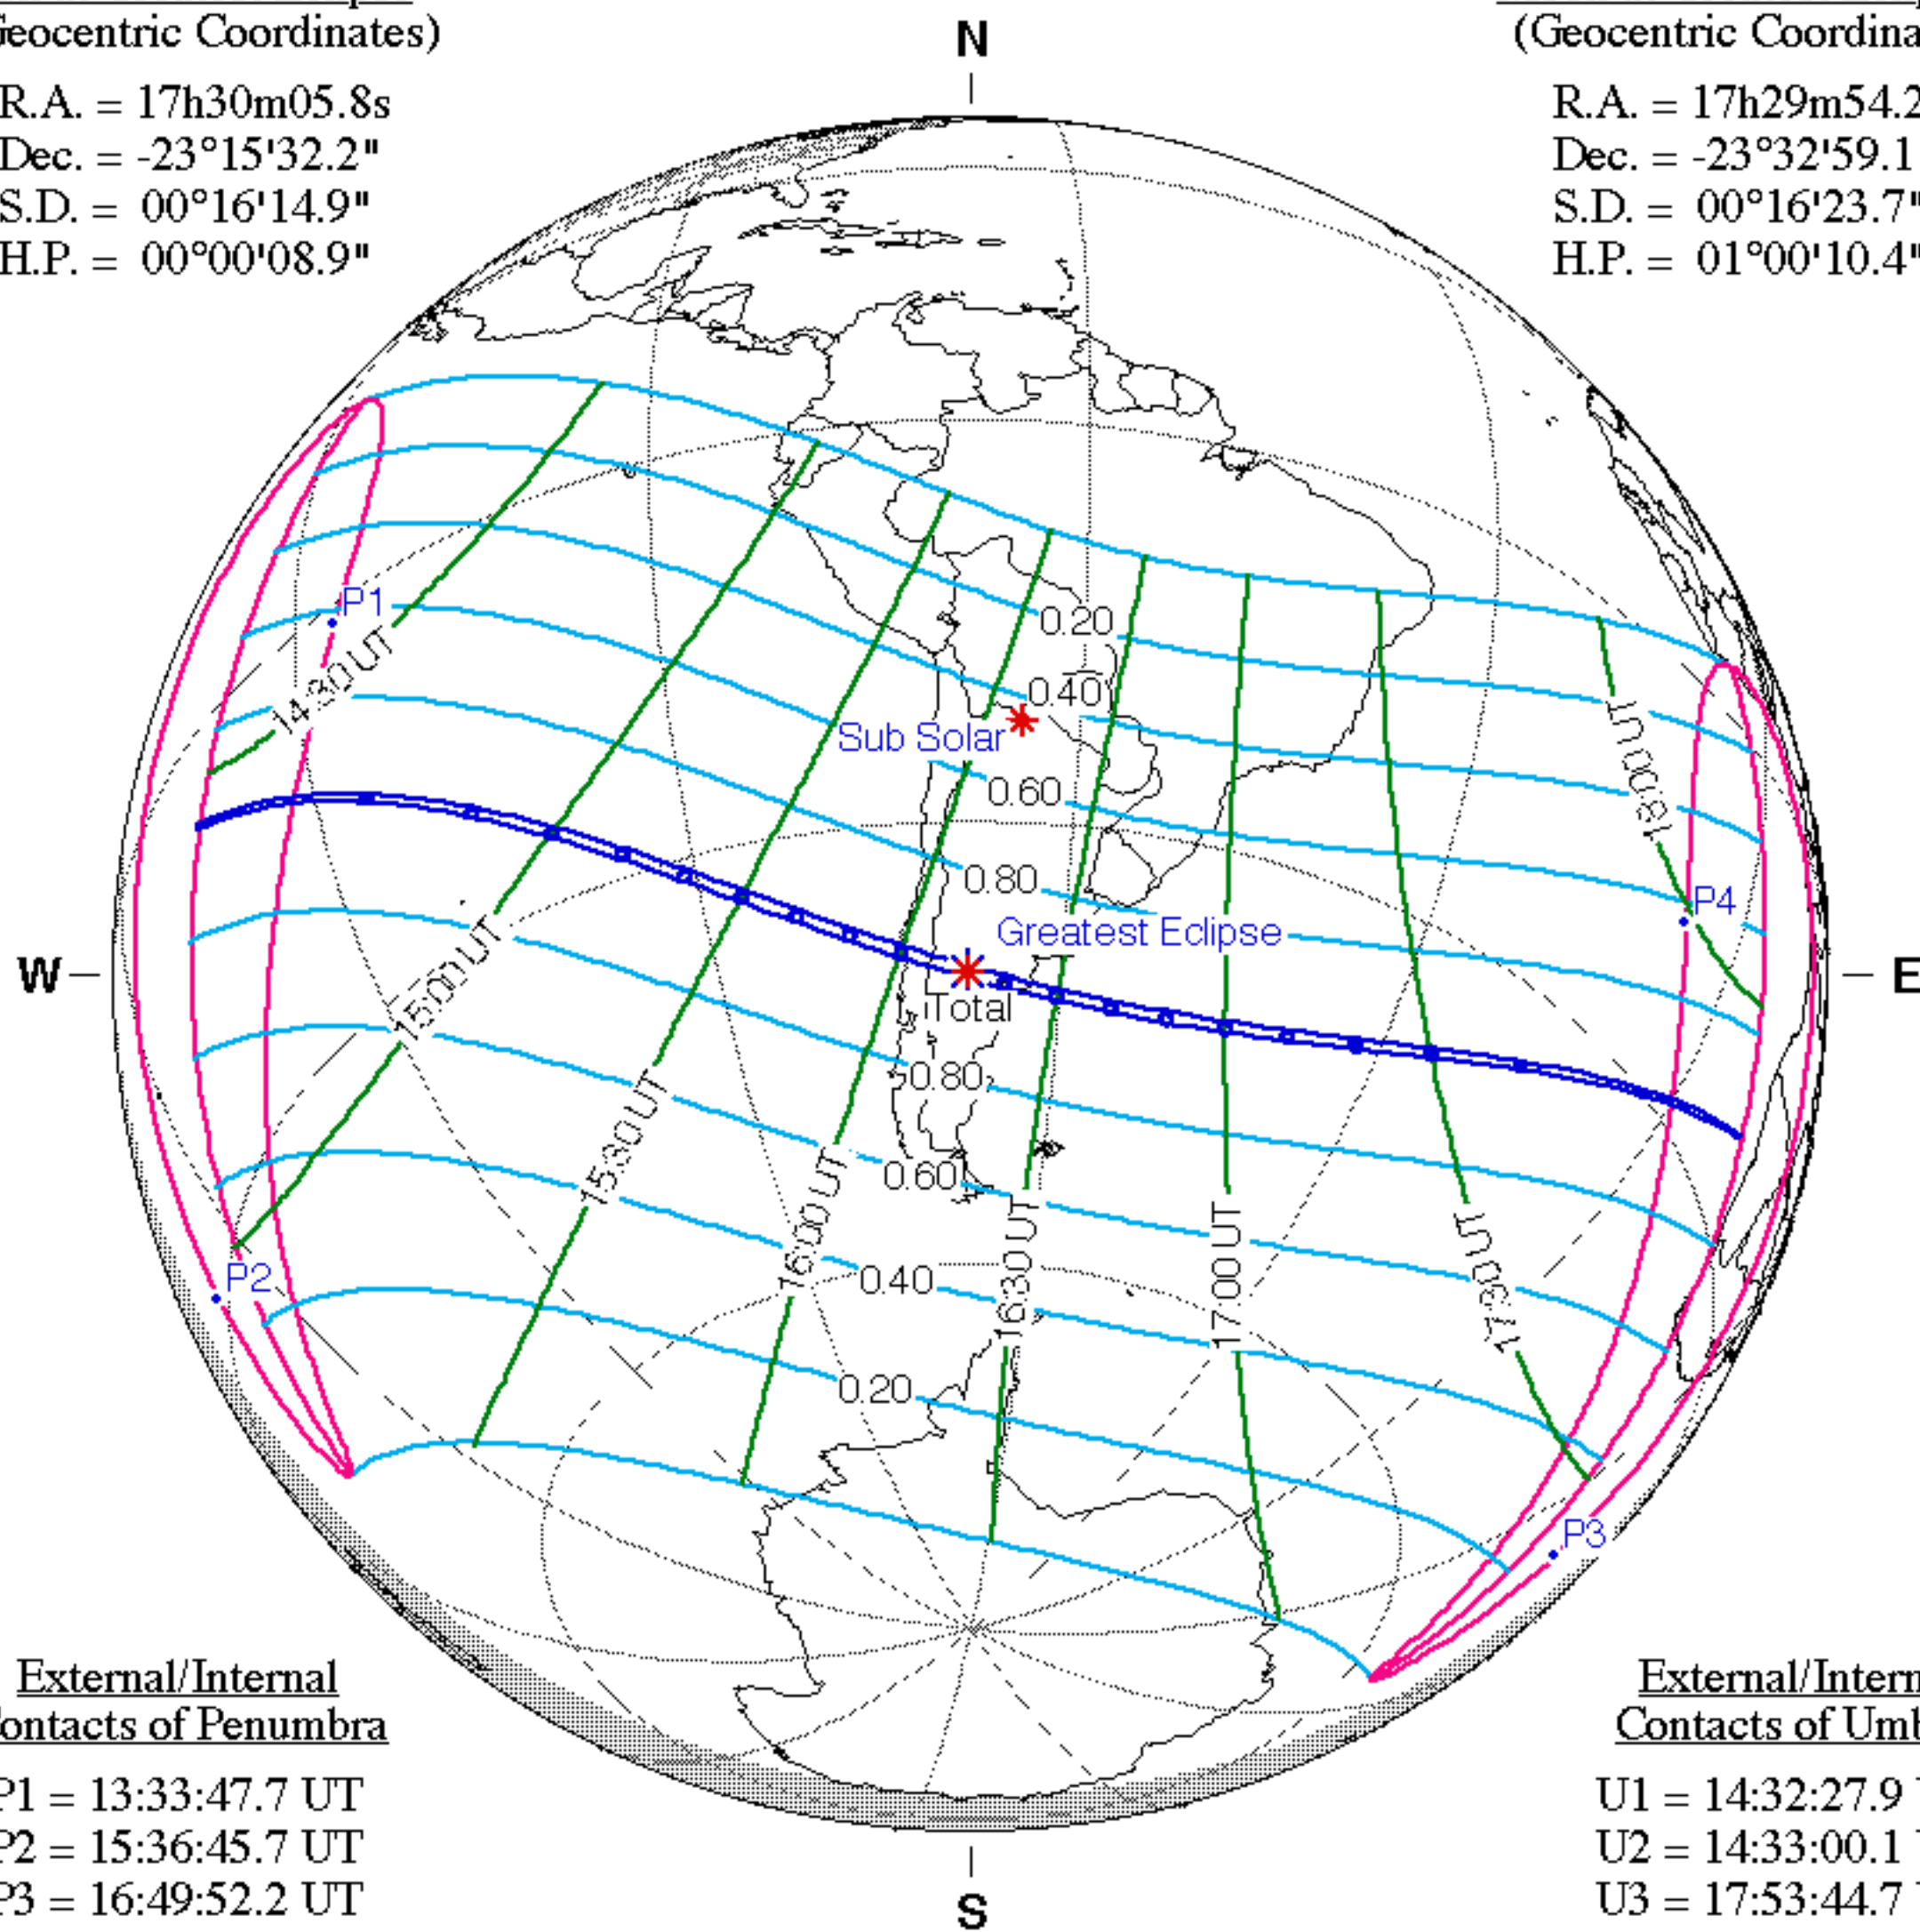 eocentric Coordinates)
R.A. = 17h30m05.8s
Dec. = -23°15'32.2"
S.D. = 00°16'14.9"
H.P. = 00°00'08.9"
N
(Geocentric Coordina
R.A. = 17h29m54.2
Dec. = -23°32'59.1
S.D. = 00°16'23.7"
H.P. = 01°00'10.4"
P1
14:30 UT
0.20
0.40
Sub Solar
18:00 UT
0.60
0.80
P4
Greatest Eclipse
W
E
15:00 UT
Total
0.80
15:30 UT
0.60
16:00 UT
P2
0.40
16:30 UT
17:00 UT
17:30 UT
0.20
P3
External/Internal
ontacts of Penumbra
P1 = 13:33:47.7 UT
P2 = 15:36:45.7 UT
P3 = 16:49:52.2 UT
External/Intern
Contacts of Uml
U1 = 14:32:27.9
U2 = 14:33:00.1
U3 = 17:53:44.7
S